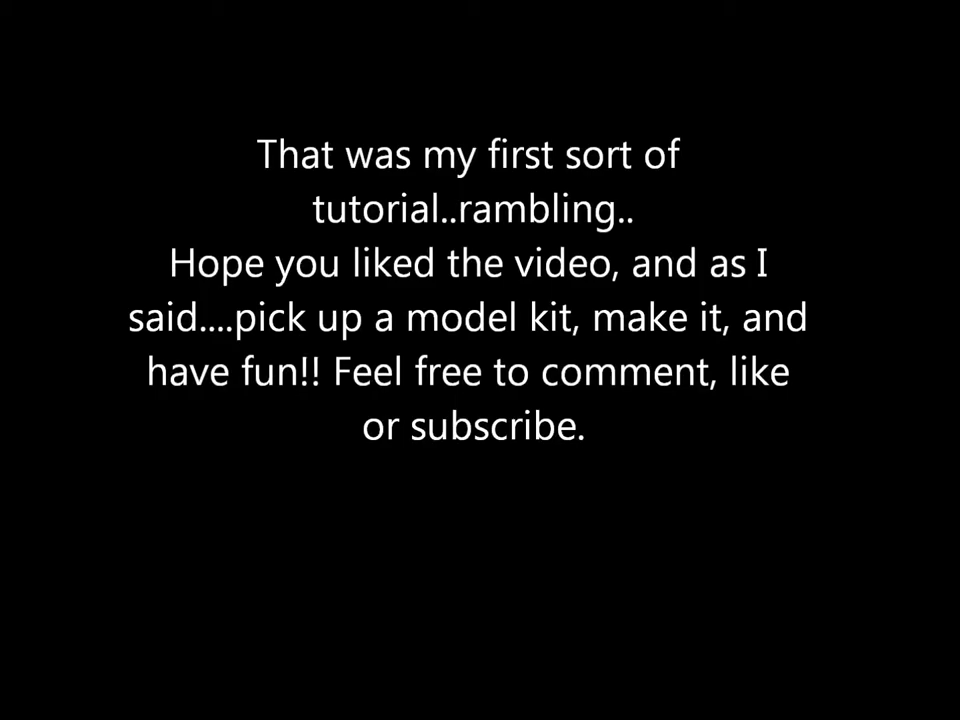 That was my first sort of
tutorial..rambling..
Hope you liked the video, and as I
said....pick up a model kit, make it, and
have fun!! Feel free to comment, like
or subscribe.